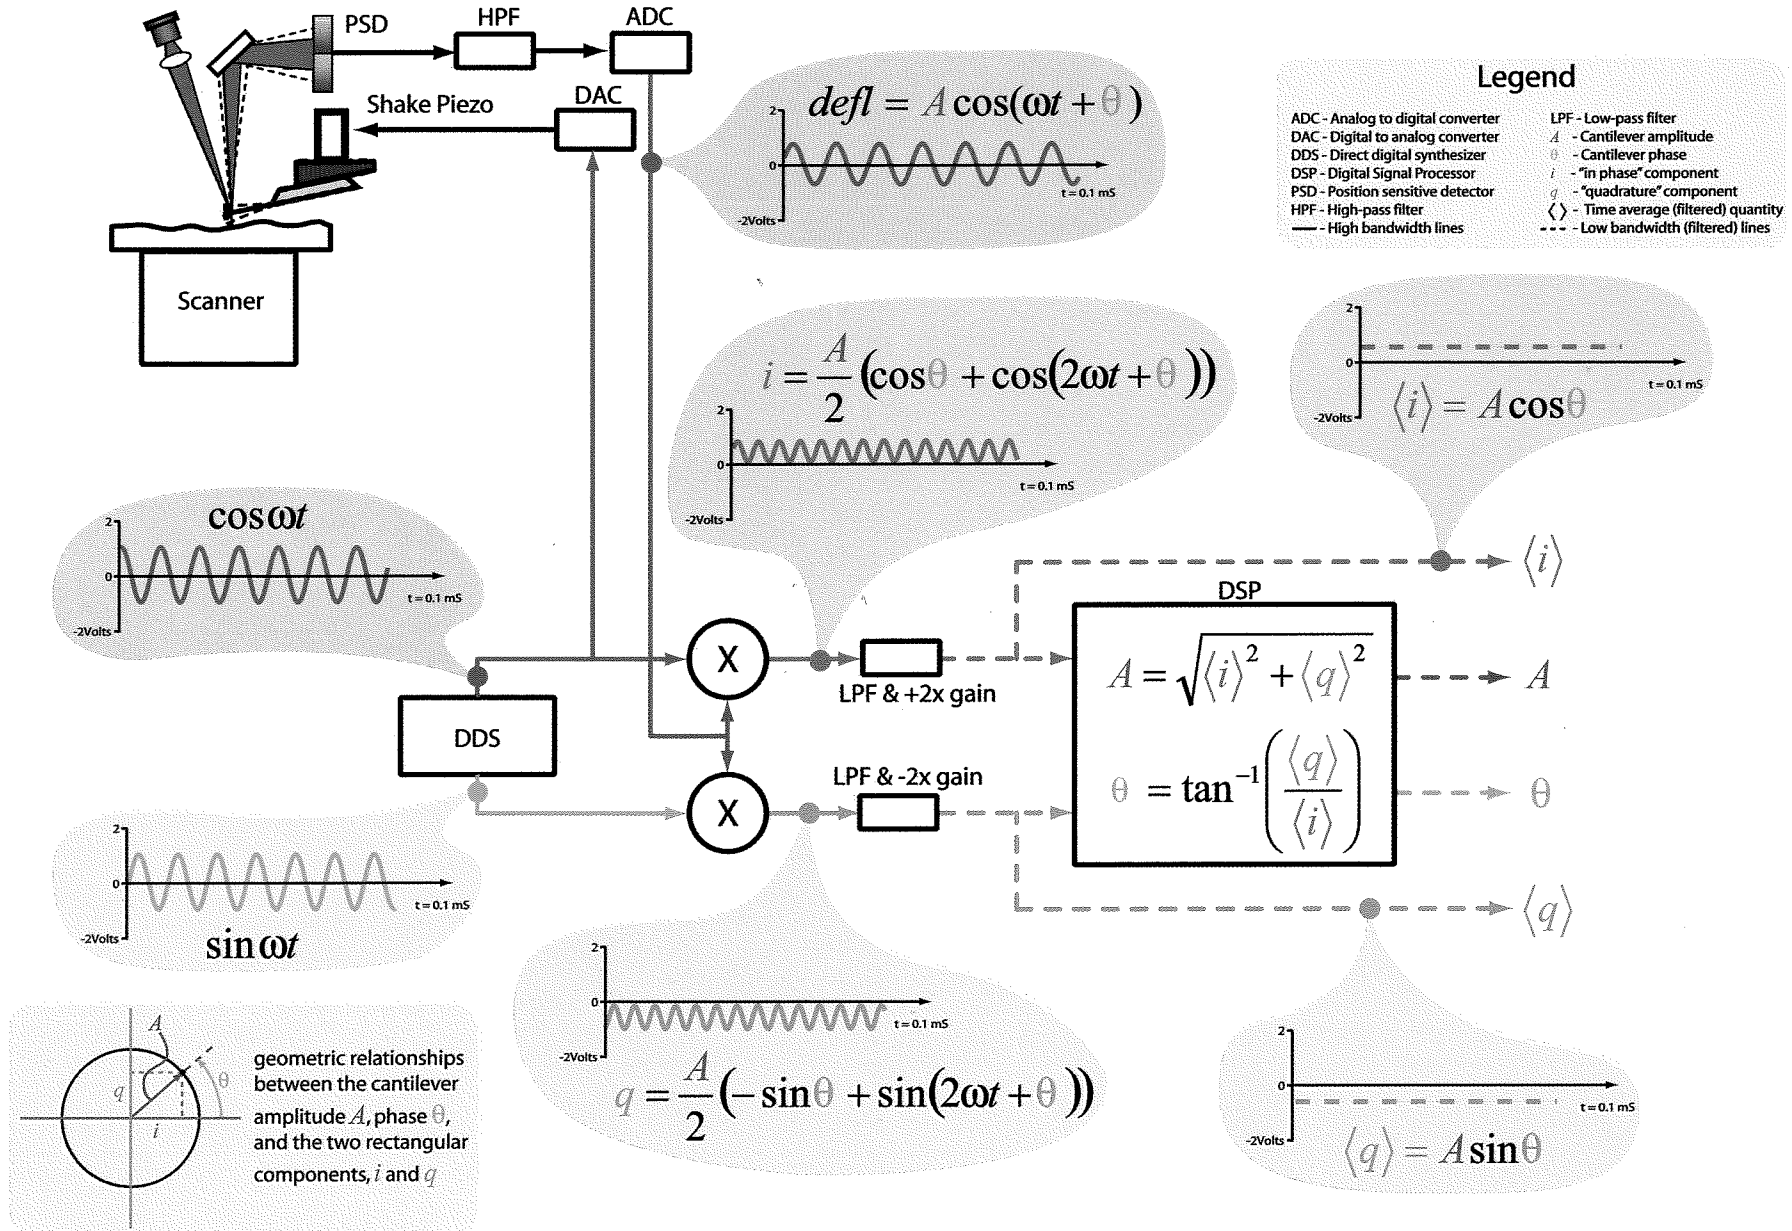 PSD
HPF
ADC
Shake Piezo
DAC
Scanner
defl = A cos(ωt + θ)
2
0
-2Volts
t = 0.1 mS
Legend
ADC - Analog to digital converter
DAC - Digital to analog converter
DDS - Direct digital synthesizer
DSP - Digital Signal Processor
PSD - Position sensitive detector
HPF - High-pass filter
— - High bandwidth lines
LPF - Low-pass filter
A - Cantilever amplitude
θ - Cantilever phase
i - "in phase" component
q - "quadrature" component
⟨ ⟩ - Time average (filtered) quantity
---- - Low bandwidth (filtered) lines
i = A/2 (cosθ + cos(2ωt + θ))
2
0
-2Volts
t = 0.1 mS
2
0
-2Volts
t = 0.1 mS
⟨i⟩ = A cosθ
cos ωt
2
0
-2Volts
t = 0.1 mS
DDS
X
LPF & +2x gain
X
LPF & -2x gain
DSP
A = √(⟨i⟩² + ⟨q⟩²)
θ = tan⁻¹(⟨q⟩/⟨i⟩)
⟨i⟩
A
θ
⟨q⟩
2
0
-2Volts
t = 0.1 mS
sin ωt
2
0
-2Volts
t = 0.1 mS
q = A/2 (− sinθ + sin(2ωt + θ))
2
0
-2Volts
t = 0.1 mS
⟨q⟩ = A sinθ
A
q
θ
i
geometric relationships
between the cantilever
amplitude A, phase θ,
and the two rectangular
components, i and q